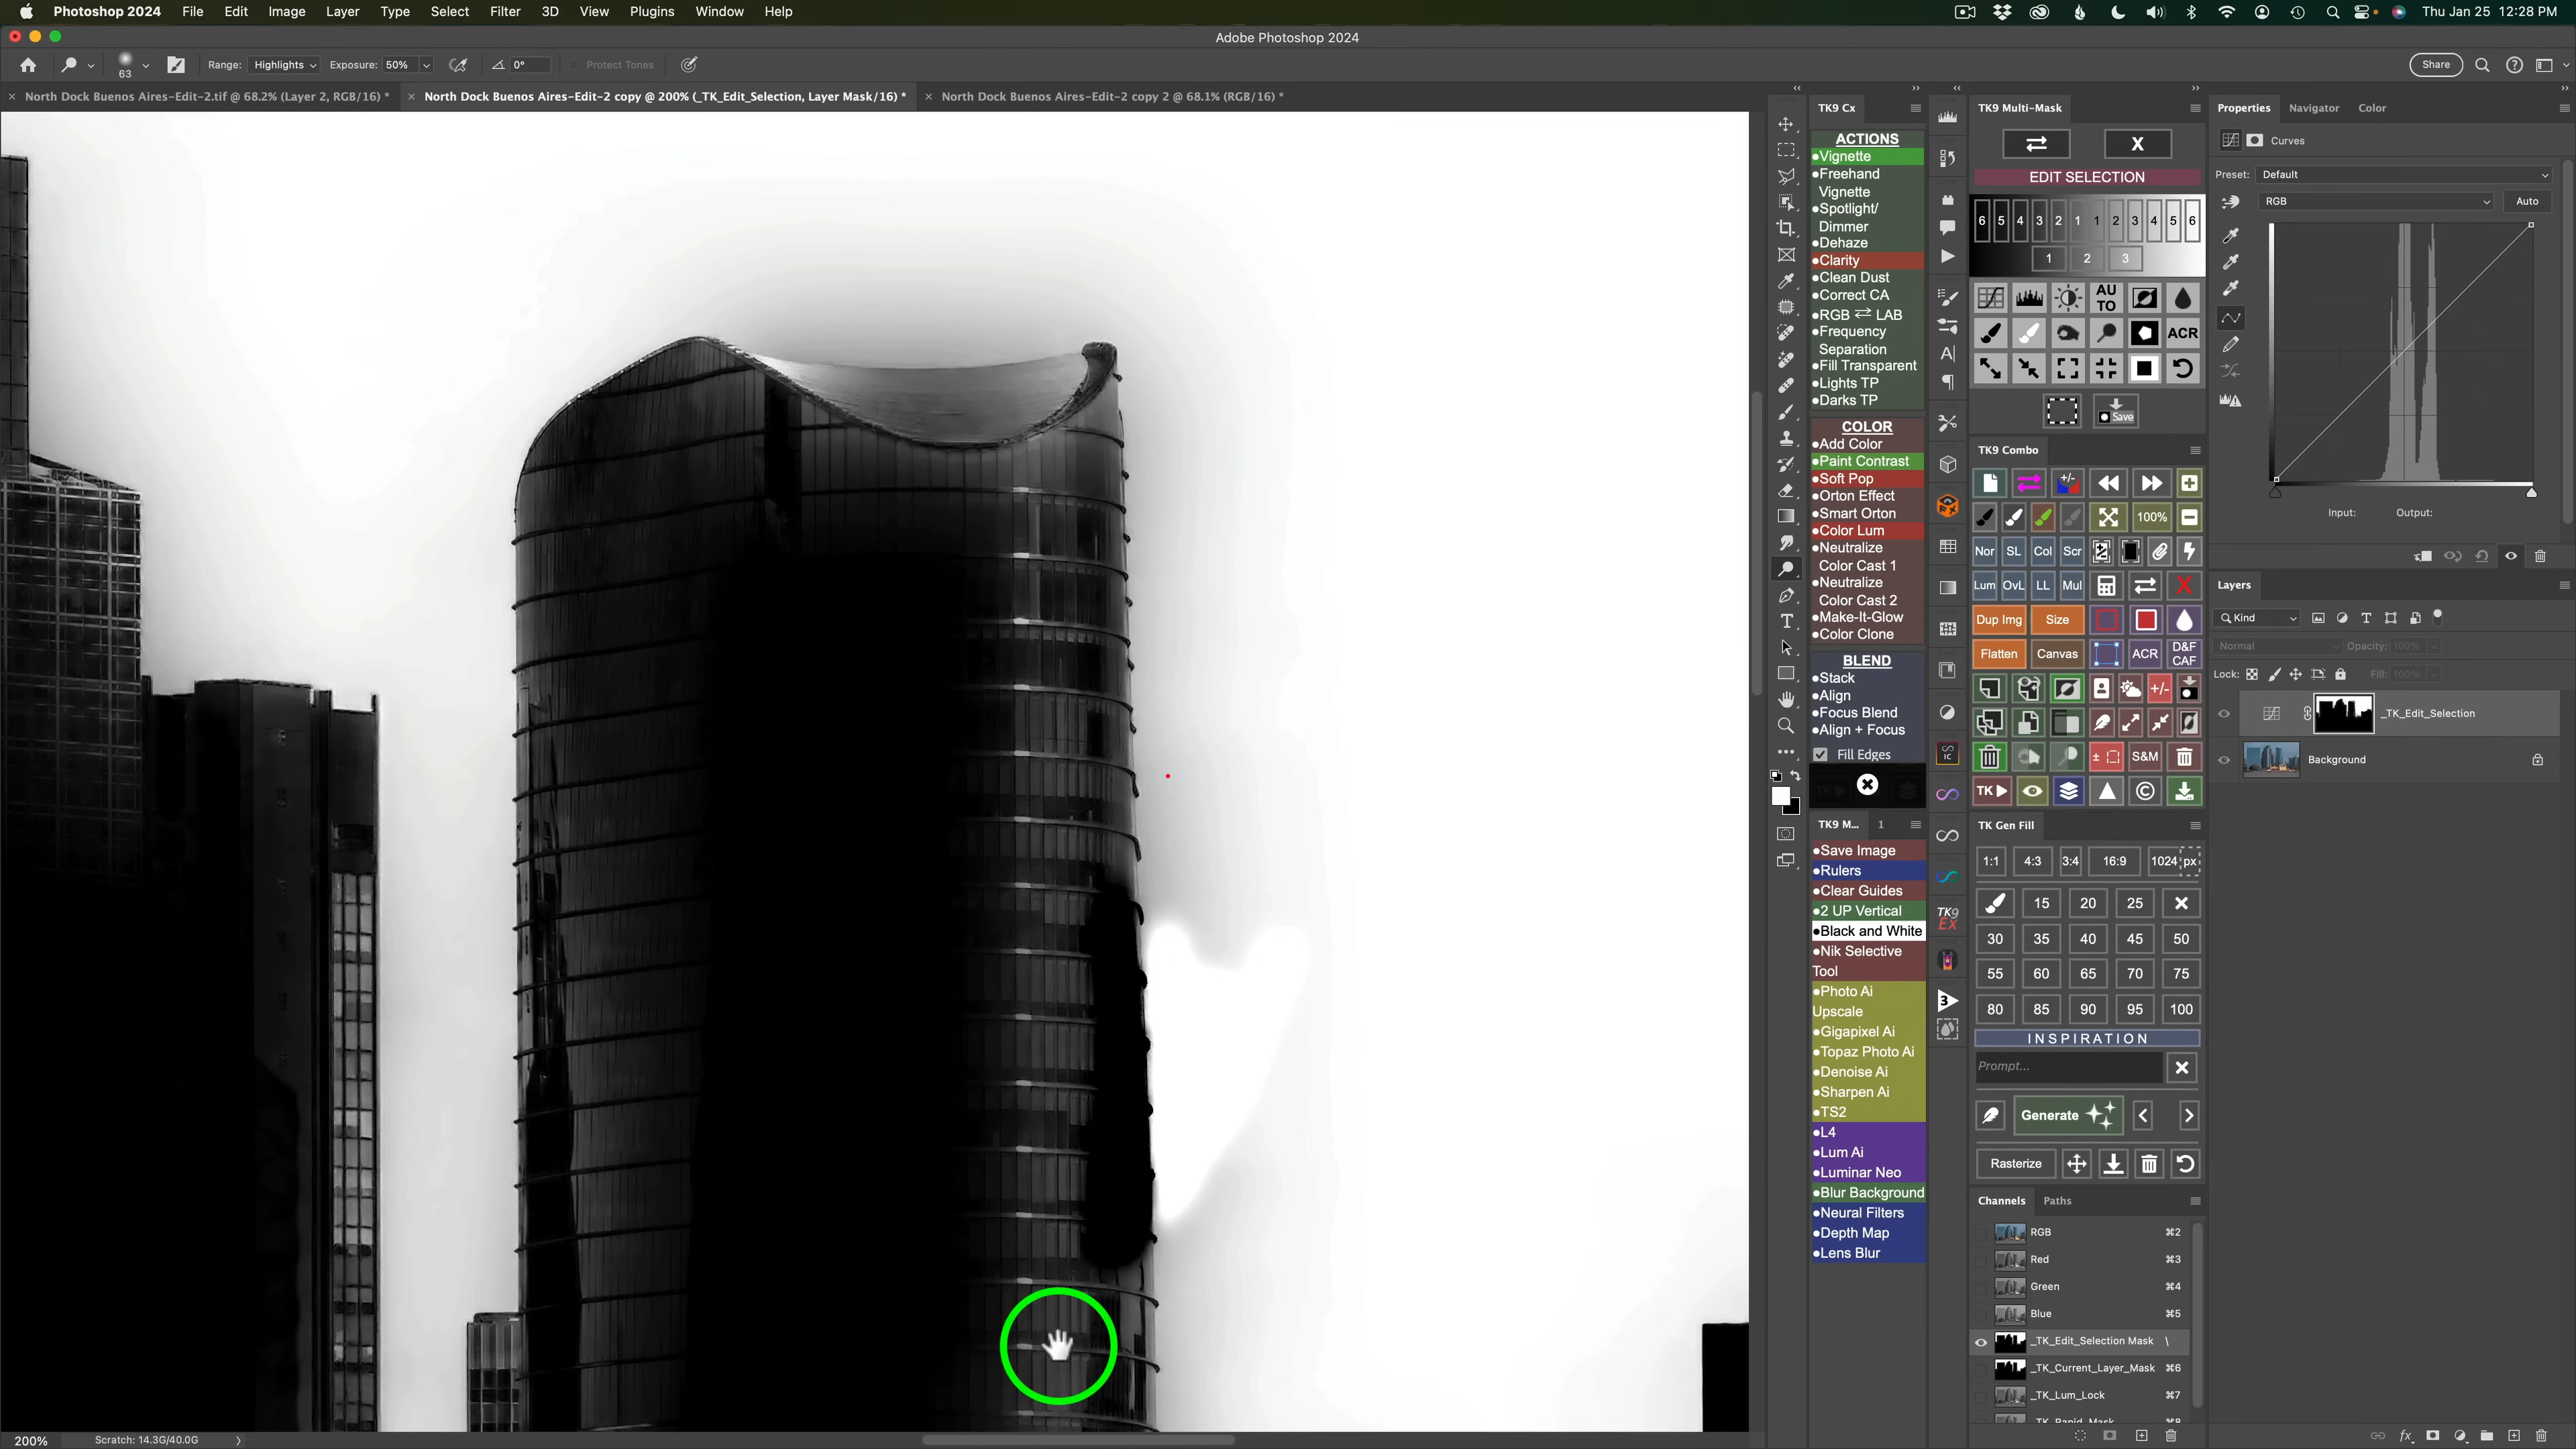 Photoshop 2024 File Edit Image Layer Type Select Filter 3D View Plugins Window Help Thu Jan 25 12:28 PM
Adobe Photoshop 2024
63 Range: Highlights Exposure: 50% 0° Protect Tones Share
North Dock Buenos Aires-Edit-2.tif @ 68.2% (Layer 2, RGB/16) *
North Dock Buenos Aires-Edit-2 copy @ 200% (_TK_Edit_Selection, Layer Mask/16) *
North Dock Buenos Aires-Edit-2 copy 2 @ 68.1% (RGB/16) *
TK9 Cx
ACTIONS
Vignette
Freehand
Vignette
Spotlight/
Dimmer
Dehaze
Clarity
Clean Dust
Correct CA
RGB ⇄ LAB
Frequency
Separation
Fill Transparent
Lights TP
Darks TP
COLOR
Add Color
Paint Contrast
Soft Pop
Orton Effect
Smart Orton
Color Lum
Neutralize
Color Cast 1
Neutralize
Color Cast 2
Make-It-Glow
Color Clone
BLEND
Stack
Align
Focus Blend
Align + Focus
Fill Edges
TK9 M... 1
Save Image
Rulers
Clear Guides
2 UP Vertical
Black and White
Nik Selective
Tool
Photo Ai
Upscale
Gigapixel Ai
Topaz Photo Ai
Denoise Ai
Sharpen Ai
TS2
L4
Lum Ai
Luminar Neo
Blur Background
Neural Filters
Depth Map
Lens Blur
TK9
Ex
3
TK9 Multi-Mask
X
EDIT SELECTION
6 5 4 3 2 1 1 2 3 4 5 6
1 2 3
AU
TO
ACR
Save
TK9 Combo
+/-
100%
Nor SL Col Scr
Lum OvL LL Mul
Dup Img Size
Flatten Canvas ACR D&F
CAF
+/-
S&M
TK
TK Gen Fill
1:1 4:3 3:4 16:9 1024 px
15 20 25
30 35 40 45 50
55 60 65 70 75
80 85 90 95 100
INSPIRATION
Prompt...
Generate
Rasterize
Channels Paths
RGB ⌘2
Red ⌘3
Green ⌘4
Blue ⌘5
_TK_Edit_Selection Mask \
_TK_Current_Layer_Mask ⌘6
_TK_Lum_Lock ⌘7
Properties Navigator Color
Curves
Preset: Default
RGB Auto
Input: Output:
Layers
Kind
Normal Opacity: 100%
Lock: Fill: 100%
_TK_Edit_Selection
Background
fx
200% Scratch: 14.3G/40.0G